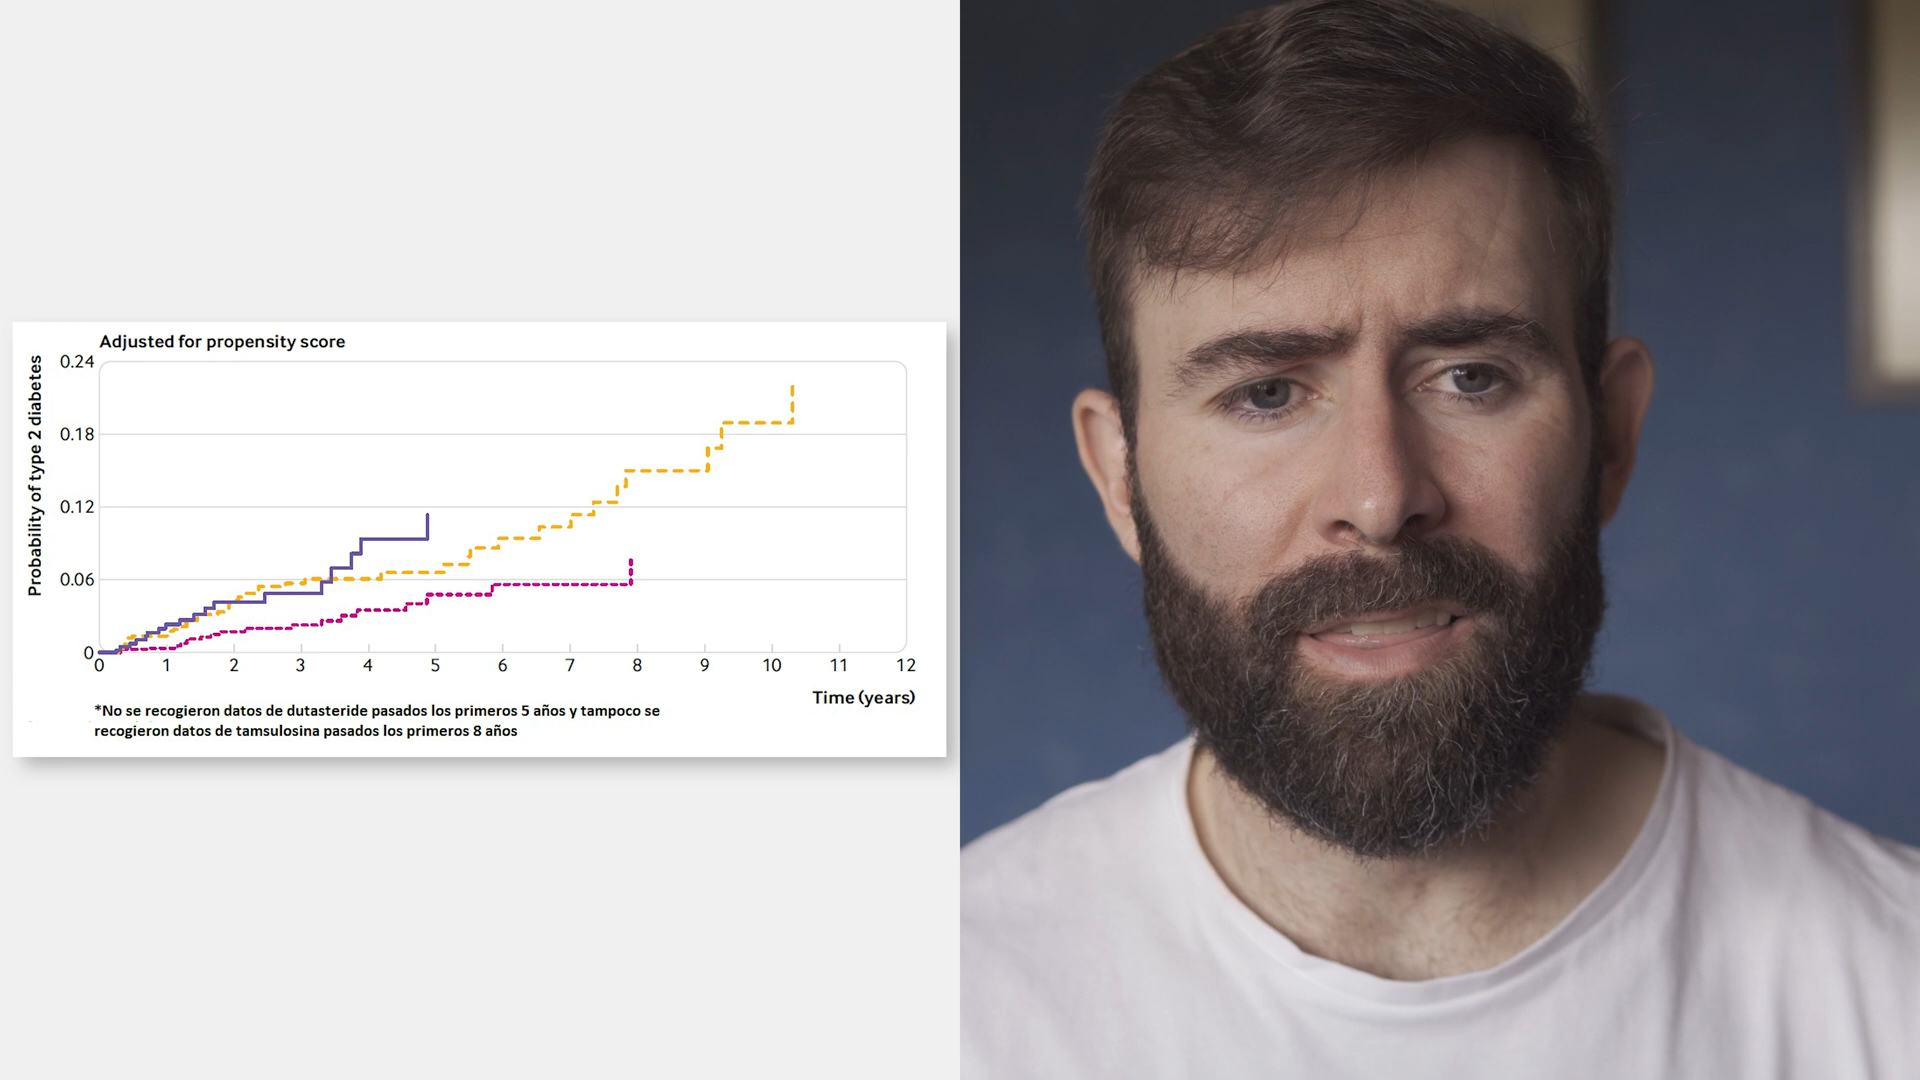 Adjusted for propensity score
Probability of type 2 diabetes
0.24
0.18
0.12
0.06
0
0 1 2 3 4 5 6 7 8 9 10 11 12
Time (years)
*No se recogieron datos de dutasteride pasados los primeros 5 años y tampoco se
recogieron datos de tamsulosina pasados los primeros 8 años